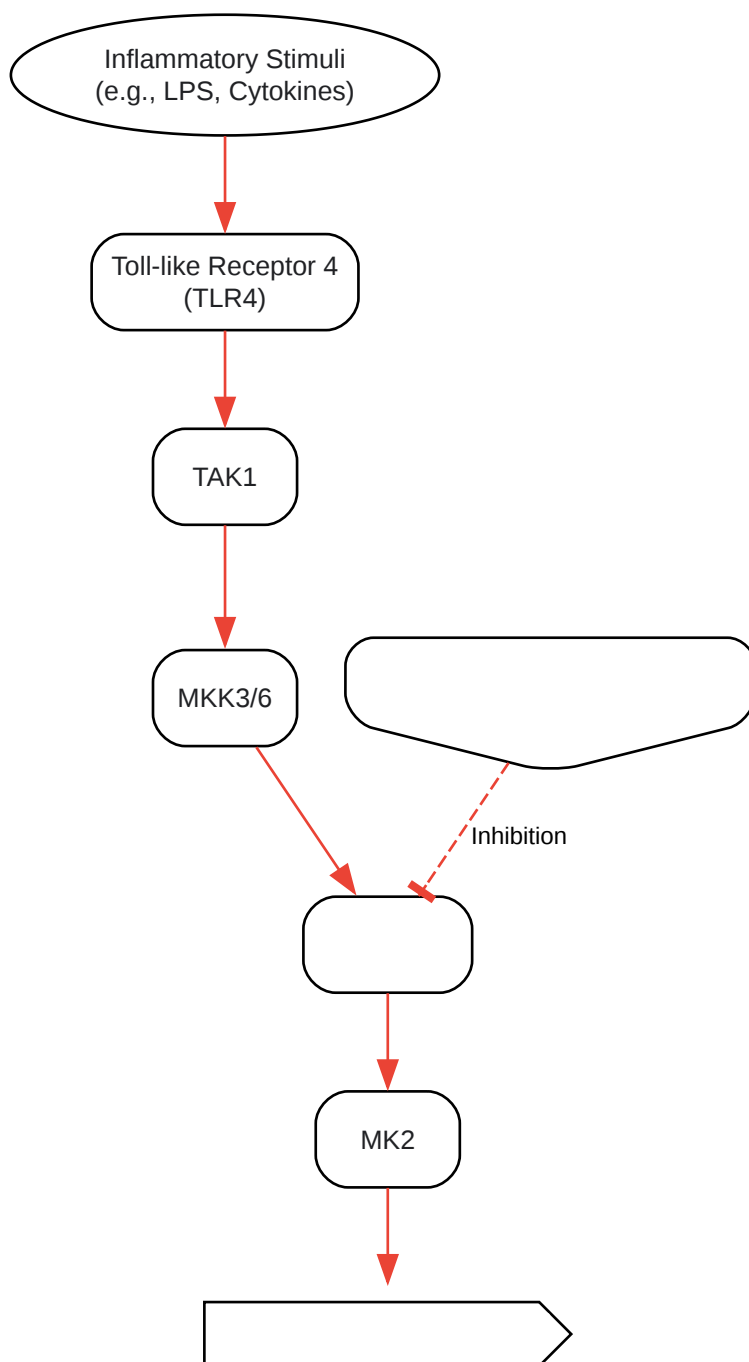 Inflammatory Stimuli
(e.g., LPS, Cytokines)
Toll-like Receptor 4
(TLR4)
TAK1
MKK3/6
Inhibition
MK2